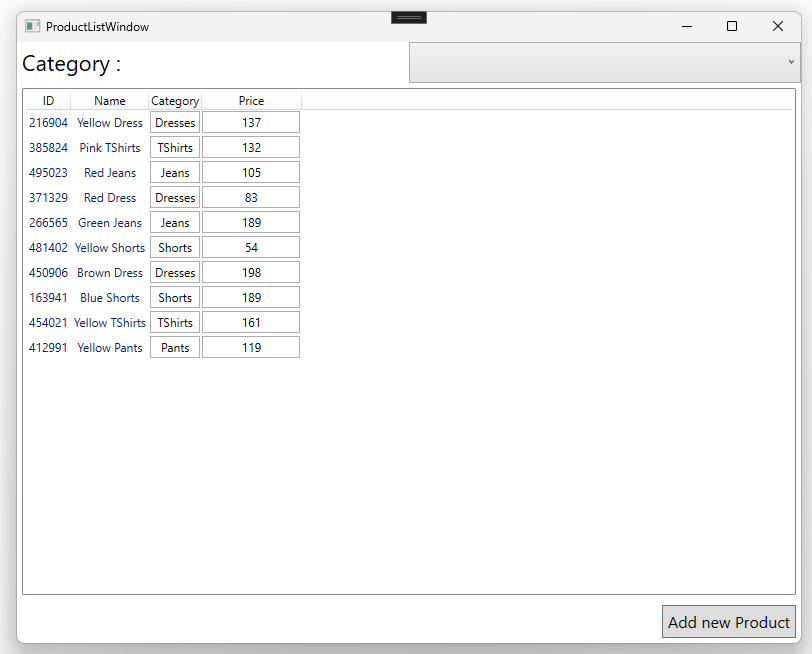 ProductListWindow
Category :
ID Name Category Price
216904 Yellow Dress Dresses 137
385824 Pink TShirts TShirts 132
495023 Red Jeans Jeans 105
371329 Red Dress Dresses 83
266565 Green Jeans Jeans 189
481402 Yellow Shorts Shorts 54
450906 Brown Dress Dresses 198
163941 Blue Shorts Shorts 189
454021 Yellow TShirts TShirts 161
412991 Yellow Pants Pants 119
Add new Product